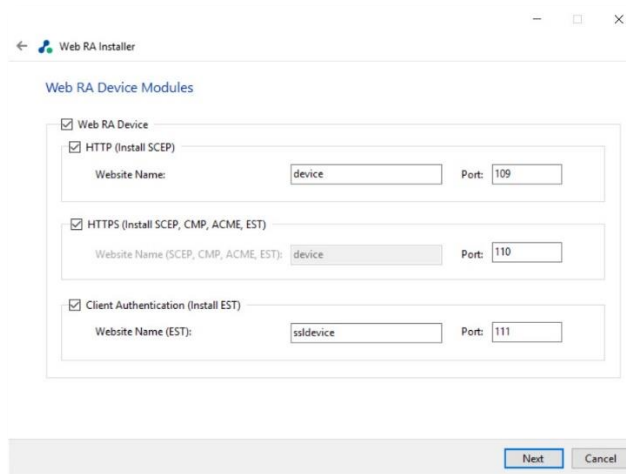 Web RA Installer
Web RA Device Modules
Web RA Device
HTTP (Install SCEP)
Website Name: device Port: 109
HTTPS (Install SCEP, CMP, ACME, EST)
Website Name (SCEP, CMP, ACME, EST): device Port: 110
Client Authentication (Install EST)
Website Name (EST): ssldevice Port: 111
Next Cancel